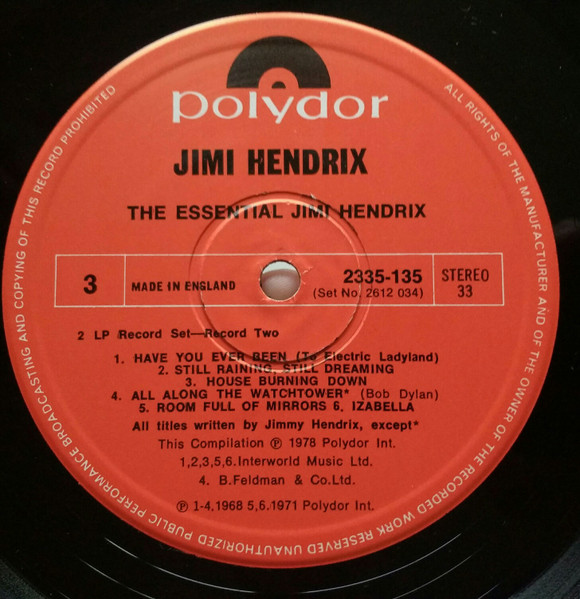 polydor
JIMI HENDRIX
THE ESSENTIAL JIMI HENDRIX
3
MADE IN ENGLAND
2335-135
(Set No. 2612 034)
STEREO
33
2 LP Record Set—Record Two
1. HAVE YOU EVER BEEN (To Electric Ladyland)
2. STILL RAINING, STILL DREAMING
3. HOUSE BURNING DOWN
4. ALL ALONG THE WATCHTOWER* (Bob Dylan)
5. ROOM FULL OF MIRRORS 6. IZABELLA
All titles written by Jimmy Hendrix, except*
This Compilation ℗ 1978 Polydor Int.
1,2,3,5,6. Interworld Music Ltd.
4. B.Feldman & Co.Ltd.
℗ 1-4.1968 5,6.1971 Polydor Int.
ALL RIGHTS OF THE MANUFACTURER AND OF THE OWNER OF THE RECORDED WORK RESERVED UNAUTHORIZED PUBLIC PERFORMANCE BROADCASTING AND COPYING OF THIS RECORD PROHIBITED